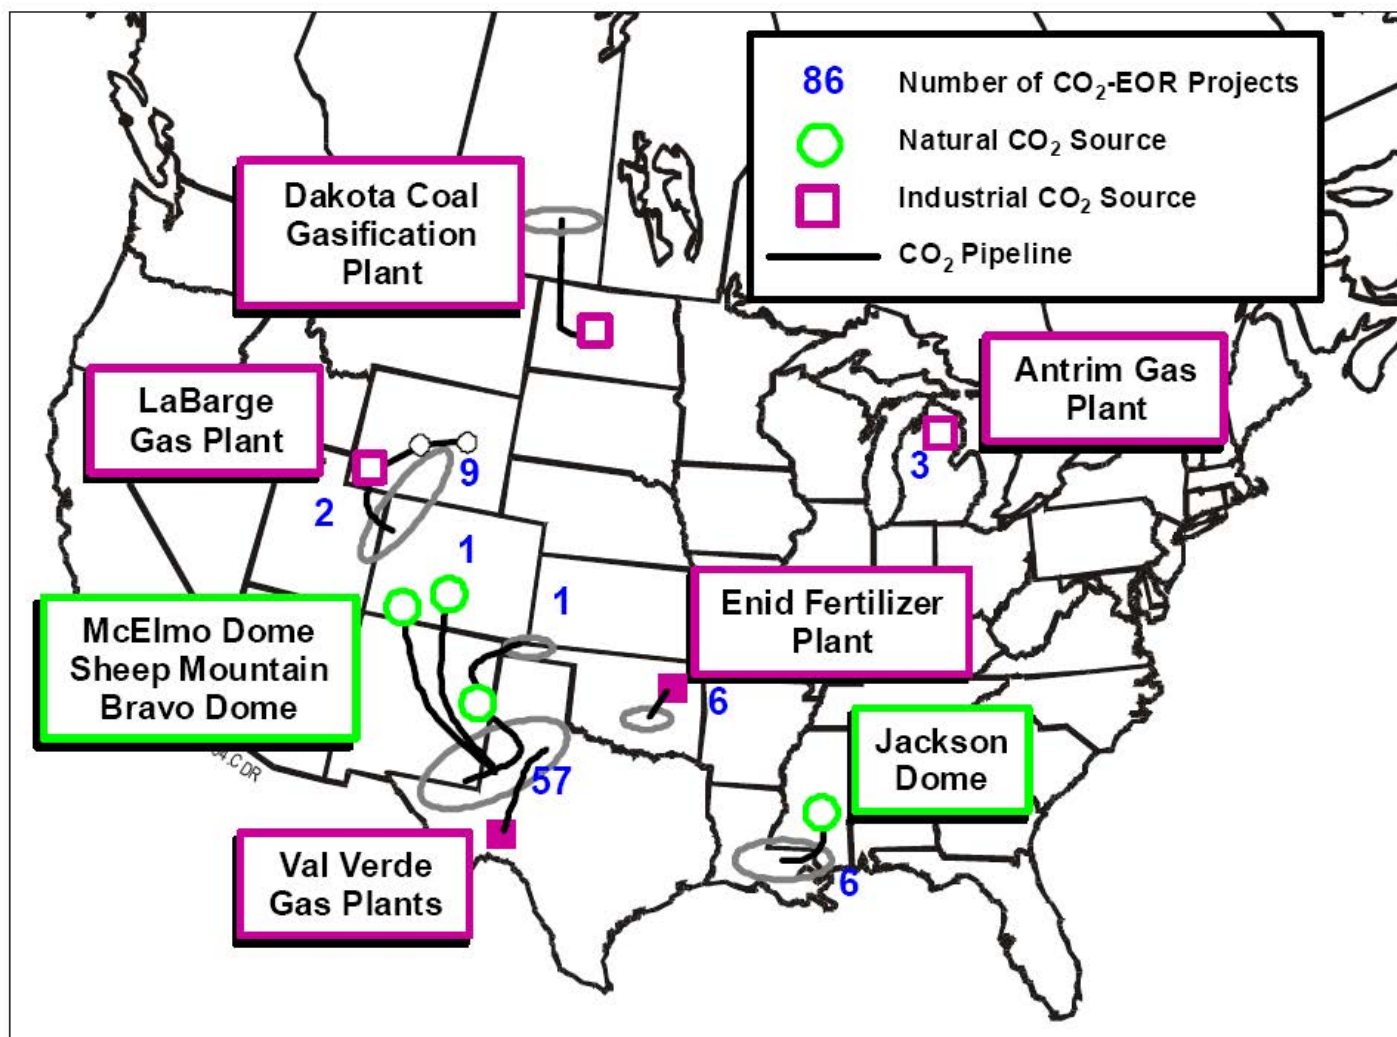 86 Number of CO₂-EOR Projects
Natural CO₂ Source
Industrial CO₂ Source
CO₂ Pipeline
Dakota Coal
Gasification
Plant
Antrim Gas
Plant
3
LaBarge
Gas Plant
9
2
1
1
McElmo Dome
Sheep Mountain
Bravo Dome
Enid Fertilizer
Plant
6
Jackson
Dome
57
6
Val Verde
Gas Plants
04.CDR